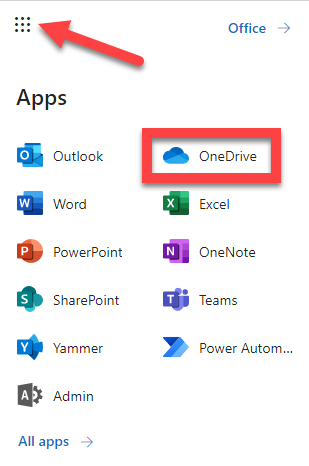 Office →
Apps
Outlook OneDrive
Word Excel
PowerPoint OneNote
SharePoint Teams
Yammer Power Autom...
Admin
All apps →